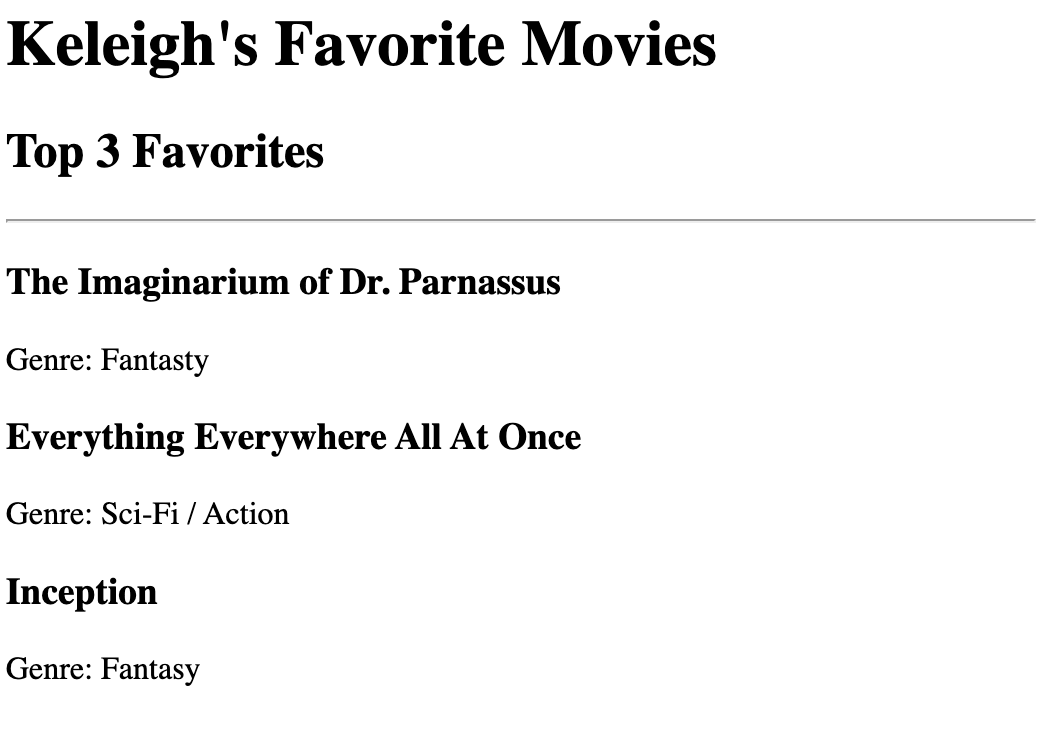 Keleigh's Favorite Movies
Top 3 Favorites
The Imaginarium of Dr. Parnassus
Genre: Fantasty
Everything Everywhere All At Once
Genre: Sci-Fi / Action
Inception
Genre: Fantasy